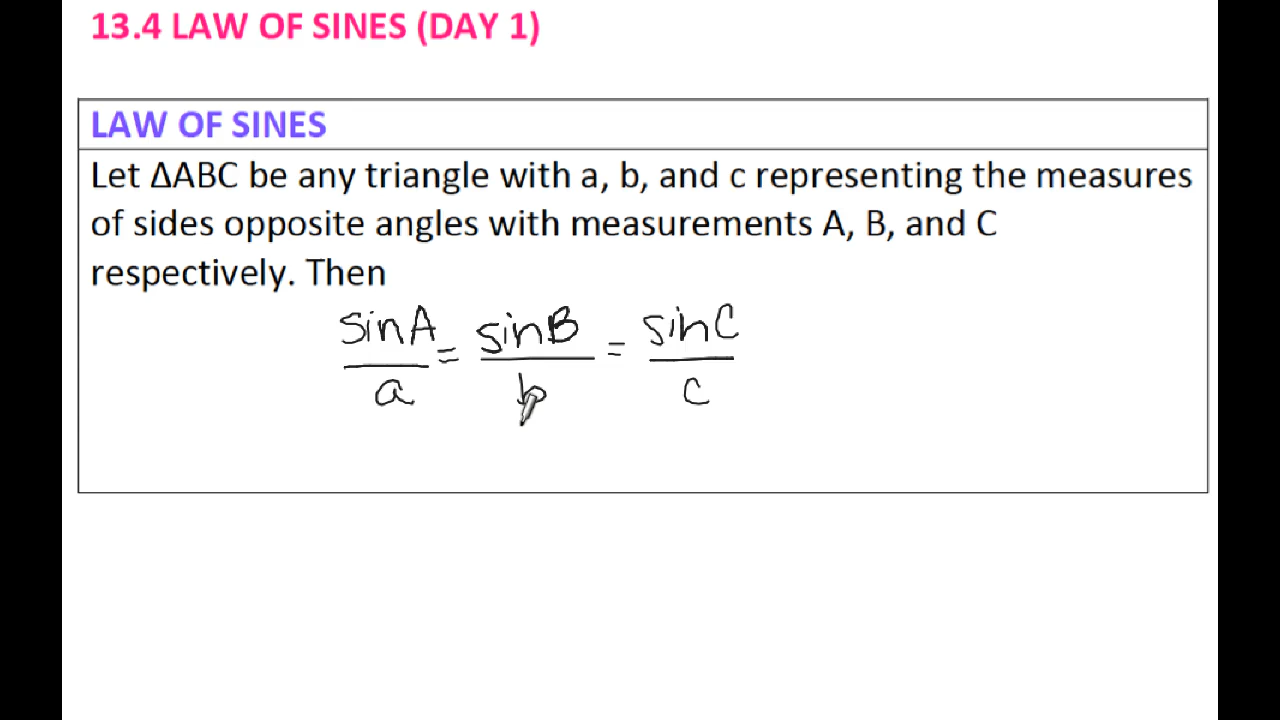 13.4 LAW OF SINES (DAY 1)
LAW OF SINES
Let ΔABC be any triangle with a, b, and c representing the measures
of sides opposite angles with measurements A, B, and C
respectively. Then
sinA/a = sinB/b = sinC/c